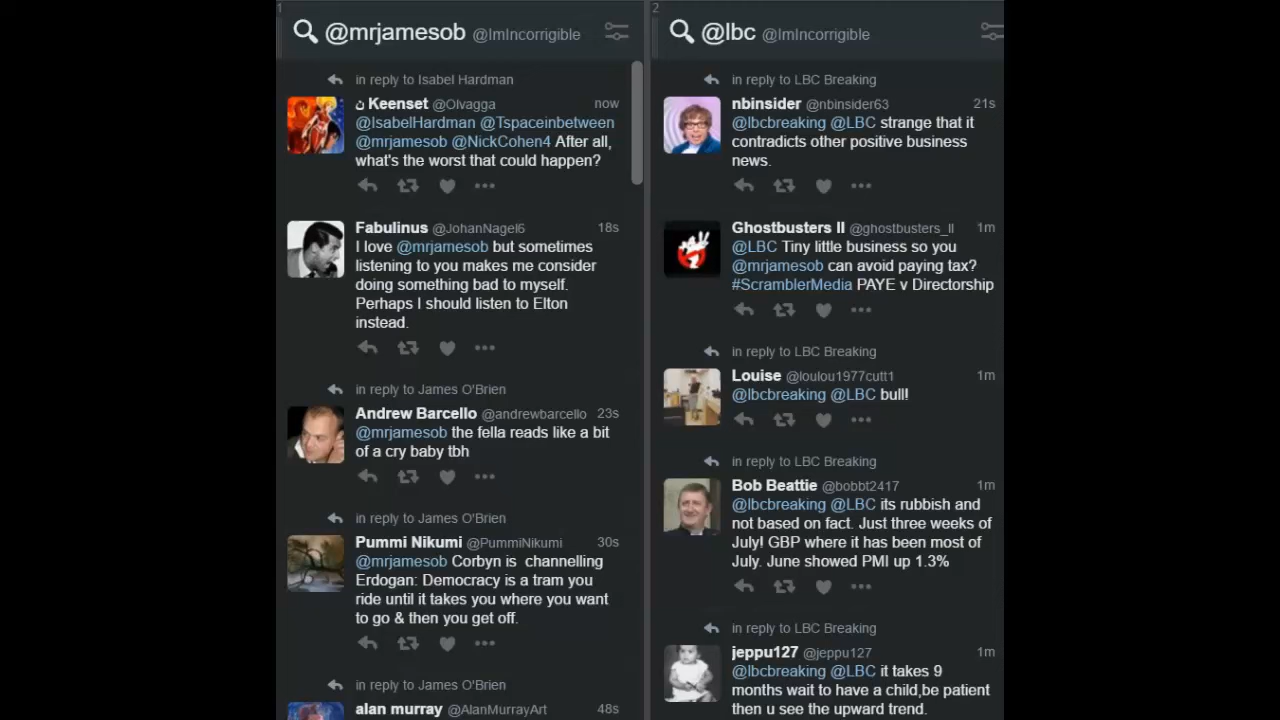 1
@mrjamesob @ImIncorrigible
in reply to Isabel Hardman
ن Keenset @Olvagga now
@IsabelHardman @Tspaceinbetween
@mrjamesob @NickCohen4 After all,
what's the worst that could happen?
Fabulinus @JohanNagel6 18s
I love @mrjamesob but sometimes
listening to you makes me consider
doing something bad to myself.
Perhaps I should listen to Elton
instead.
in reply to James O'Brien
Andrew Barcello @andrewbarcello 23s
@mrjamesob the fella reads like a bit
of a cry baby tbh
in reply to James O'Brien
Pummi Nikumi @PummiNikumi 30s
@mrjamesob Corbyn is  channelling
Erdogan: Democracy is a tram you
ride until it takes you where you want
to go & then you get off.
in reply to James O'Brien
alan murray @AlanMurrayArt 48s
2
@lbc @ImIncorrigible
in reply to LBC Breaking
nbinsider @nbinsider63 21s
@lbcbreaking @LBC strange that it
contradicts other positive business
news.
Ghostbusters II @ghostbusters_II 1m
@LBC Tiny little business so you
@mrjamesob can avoid paying tax?
#ScramblerMedia PAYE v Directorship
in reply to LBC Breaking
Louise @loulou1977cutt1 1m
@lbcbreaking @LBC bull!
in reply to LBC Breaking
Bob Beattie @bobbt2417 1m
@lbcbreaking @LBC its rubbish and
not based on fact. Just three weeks of
July! GBP where it has been most of
July. June showed PMI up 1.3%
in reply to LBC Breaking
jeppu127 @jeppu127 1m
@lbcbreaking @LBC it takes 9
months wait to have a child,be patient
then u see the upward trend.